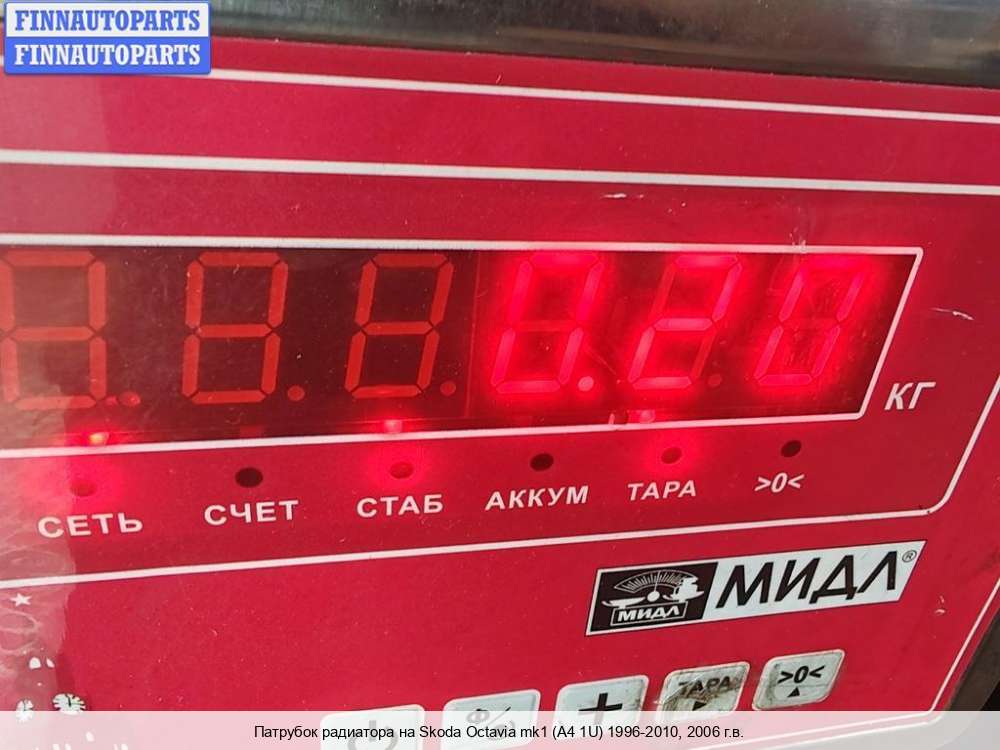 FINNAUTOPARTS
FINNAUTOPARTS
0.20
КГ
СЕТЬ СЧЕТ СТАБ АККУМ ТАРА >0<
МИДЛ МИДЛ®
+ ТАРА >0<
Патрубок радиатора на Skoda Octavia mk1 (A4 1U) 1996-2010, 2006 г.в.